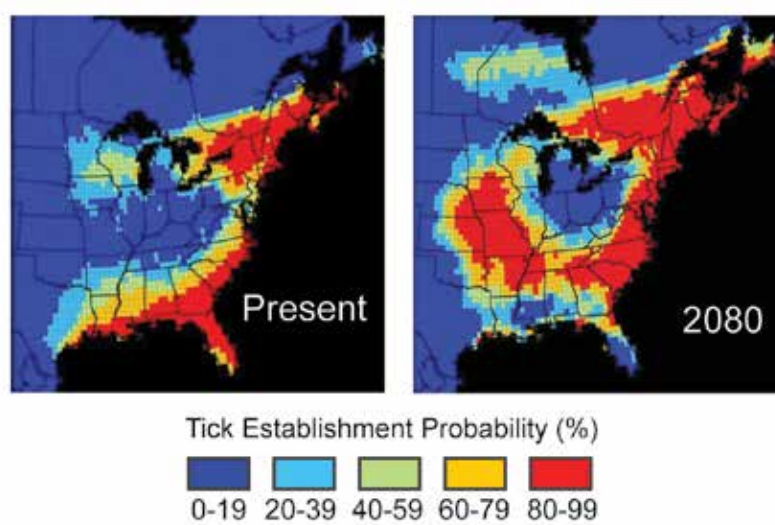 Present
2080
Tick Establishment Probability (%)
0-19 20-39 40-59 60-79 80-99